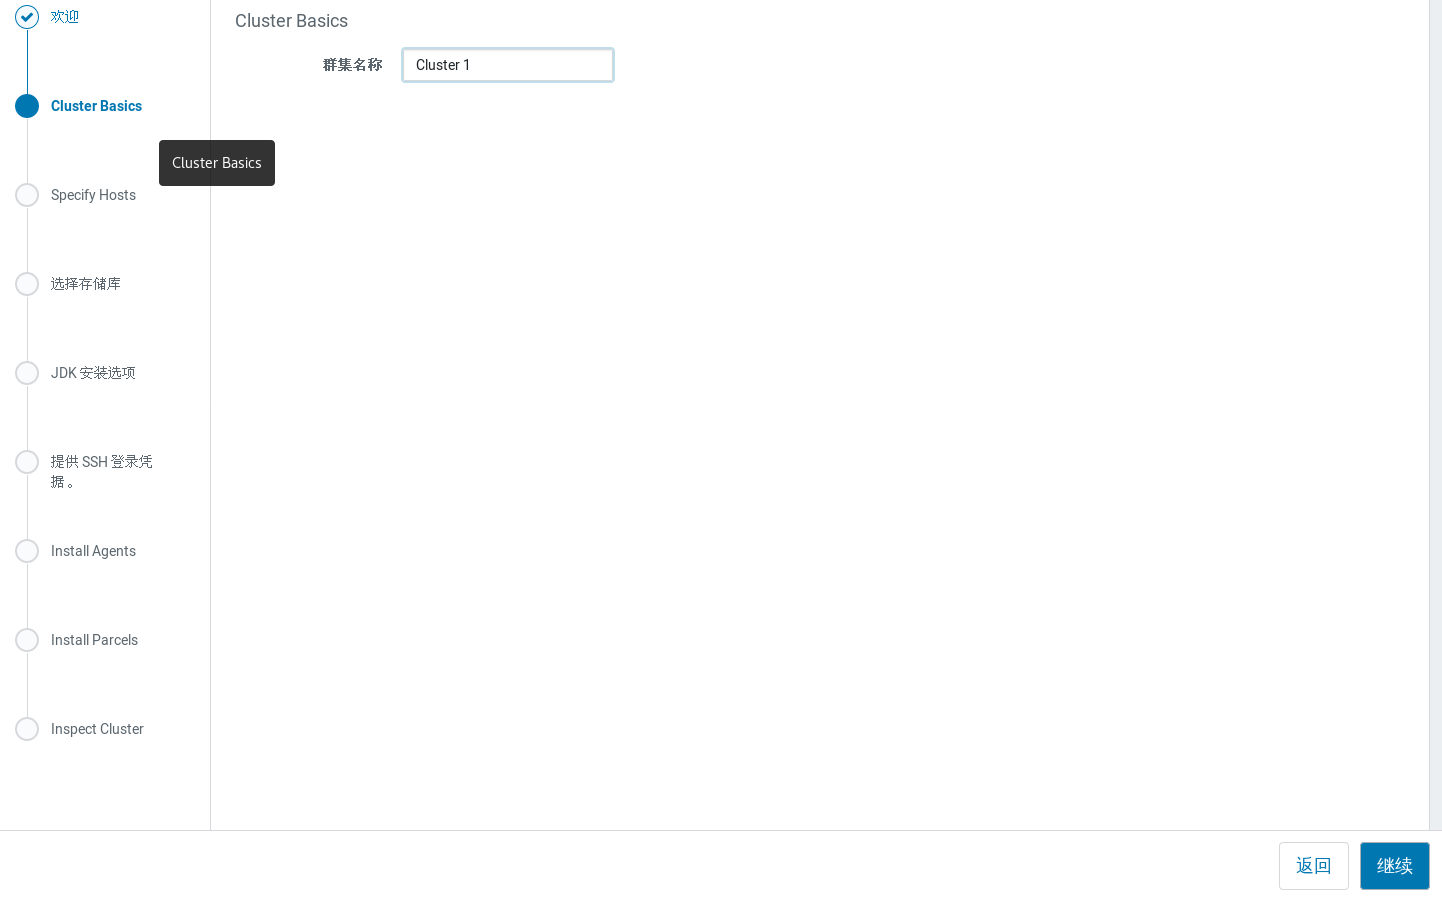 欢迎
Cluster Basics
Specify Hosts
选择存储库
JDK 安装选项
提供 SSH 登录凭
据。
Install Agents
Install Parcels
Inspect Cluster
Cluster Basics
Cluster Basics
群集名称
Cluster 1
返回
继续